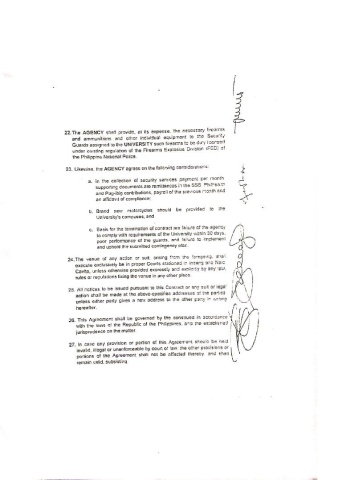 22. The AGENCY shall provide, at its expense, the necessary firearms
and ammunitions and other individual equipment to the Security
Guards assigned to the UNIVERSITY such firearms to be duly licensed
under existing regulation of the Firearms Explosive Division (FED) of
the Philippine National Police.
23. Likewise, the AGENCY agrees on the following considerations:
a. In the collection of security services payment per month
supporting documents are remittances in the SSS, PhilHealth
and Pag-ibig contributions, payroll of the previous month and
an affidavit of compliance;
b. Brand new motorcycles should be provided to the
University's campuses, and
c. Basis for the termination of contract are failure of the agency
to comply with requirements of the University within 30 days,
poor performance of the guards, and failure to implement
and uphold the submitted contingency plan.
24. The venue of any action or suit arising from the foregoing, shall
execute exclusively be in proper Courts stationed in Indang and Naic
Cavite, unless otherwise provided expressly and explicitly by any law,
rules or regulations fixing the venue in any other place.
25. All notices to be issued pursuant to this Contract or any suit or legal
action shall be made at the above-specified addresses of the parties
unless either party gives a new address to the other party in writing
hereafter.
26. This Agreement shall be governed by the construed in accordance
with the laws of the Republic of the Philippines, and the established
jurisprudence on the matter.
27. In case any provision or portion of this Agreement should be held
invalid, illegal or unenforceable by court of law, the other provisions or
portions of the Agreement shall not be affected thereby and shall
remain valid, subsisting